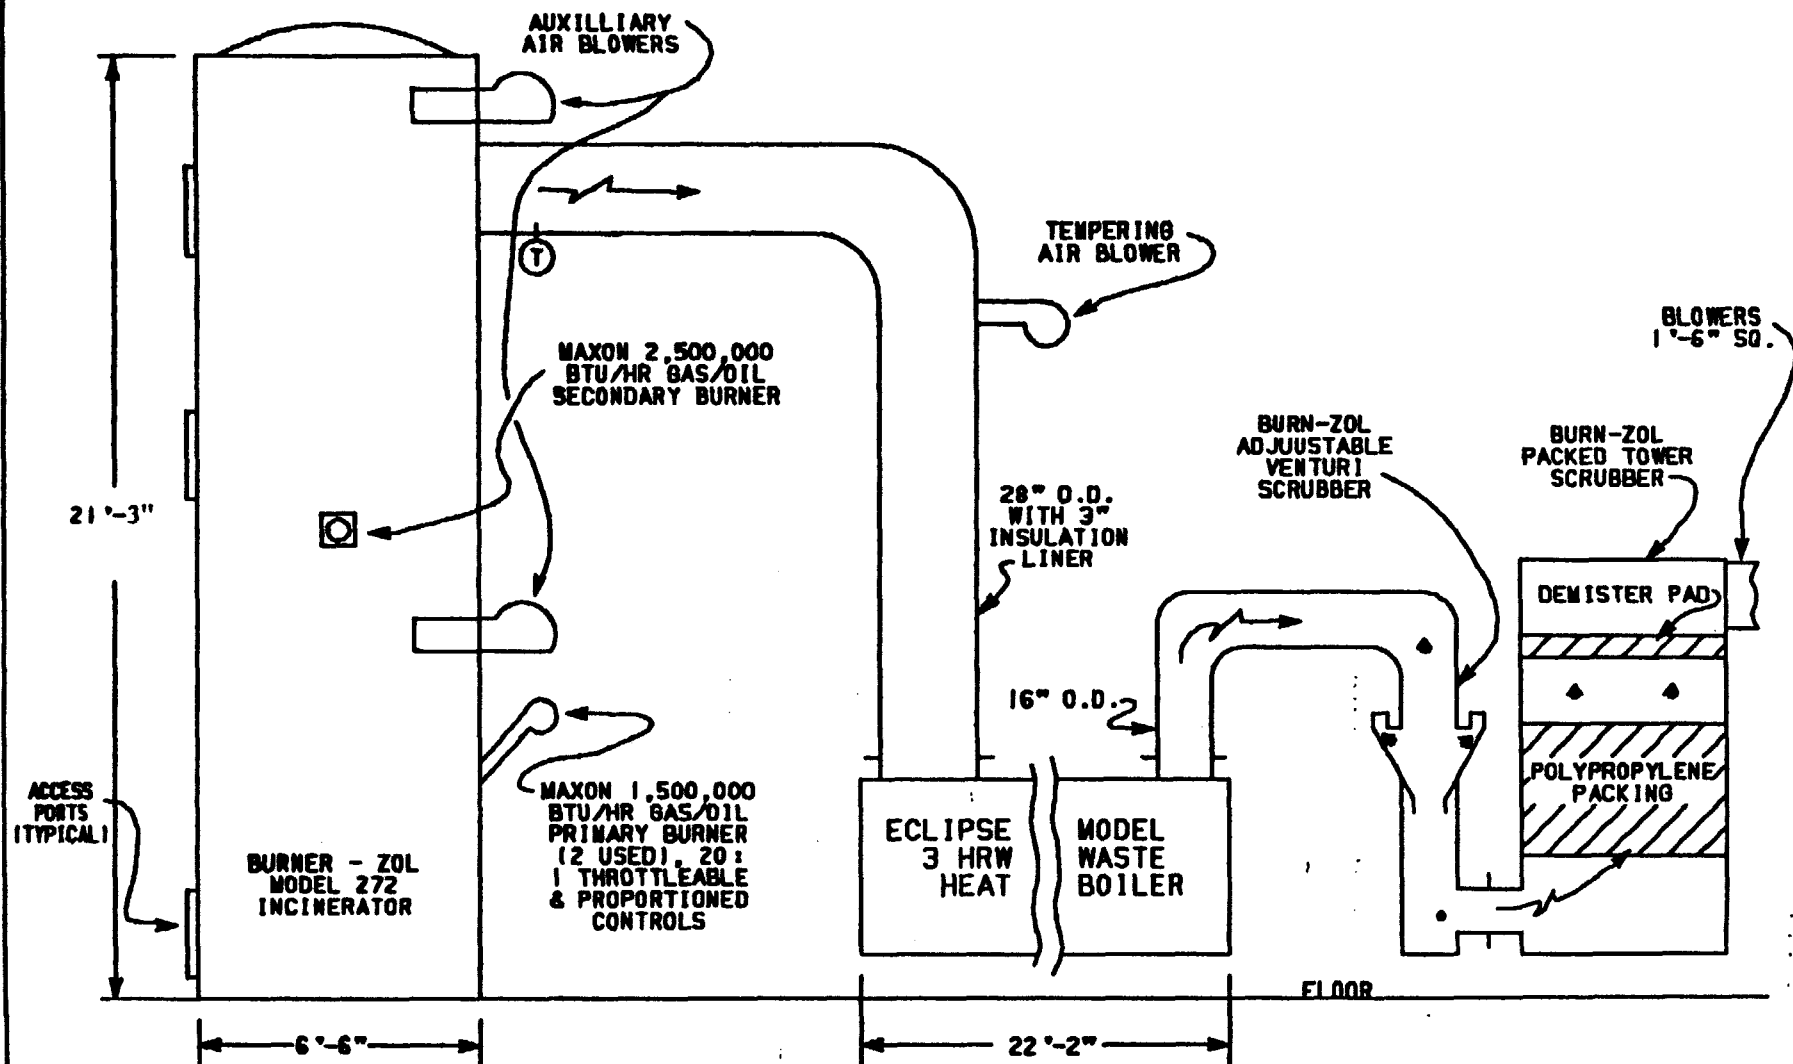 AUXILLIARY
AIR BLOWERS
T
TEMPERING
AIR BLOWER
BLOWERS
1'-6" SQ.
MAXON 2,500,000
BTU/HR GAS/OIL
SECONDARY BURNER
BURN-ZOL
ADJUUSTABLE
VENTURI
SCRUBBER
BURN-ZOL
PACKED TOWER
SCRUBBER
28" O.D.
WITH 3"
INSULATION
LINER
21'-3"
DEMISTER PAD
16" O.D.
POLYPROPYLENE
PACKING
ACCESS
PORTS
(TYPICAL)
MAXON 1,500,000
BTU/HR GAS/OIL
PRIMARY BURNER
(2 USED), 20:
1 THROTTLEABLE
& PROPORTIONED
CONTROLS
BURNER - ZOL
MODEL 272
INCINERATOR
ECLIPSE MODEL
3 HRW WASTE
HEAT BOILER
FLOOR
6'-6"
22'-2"